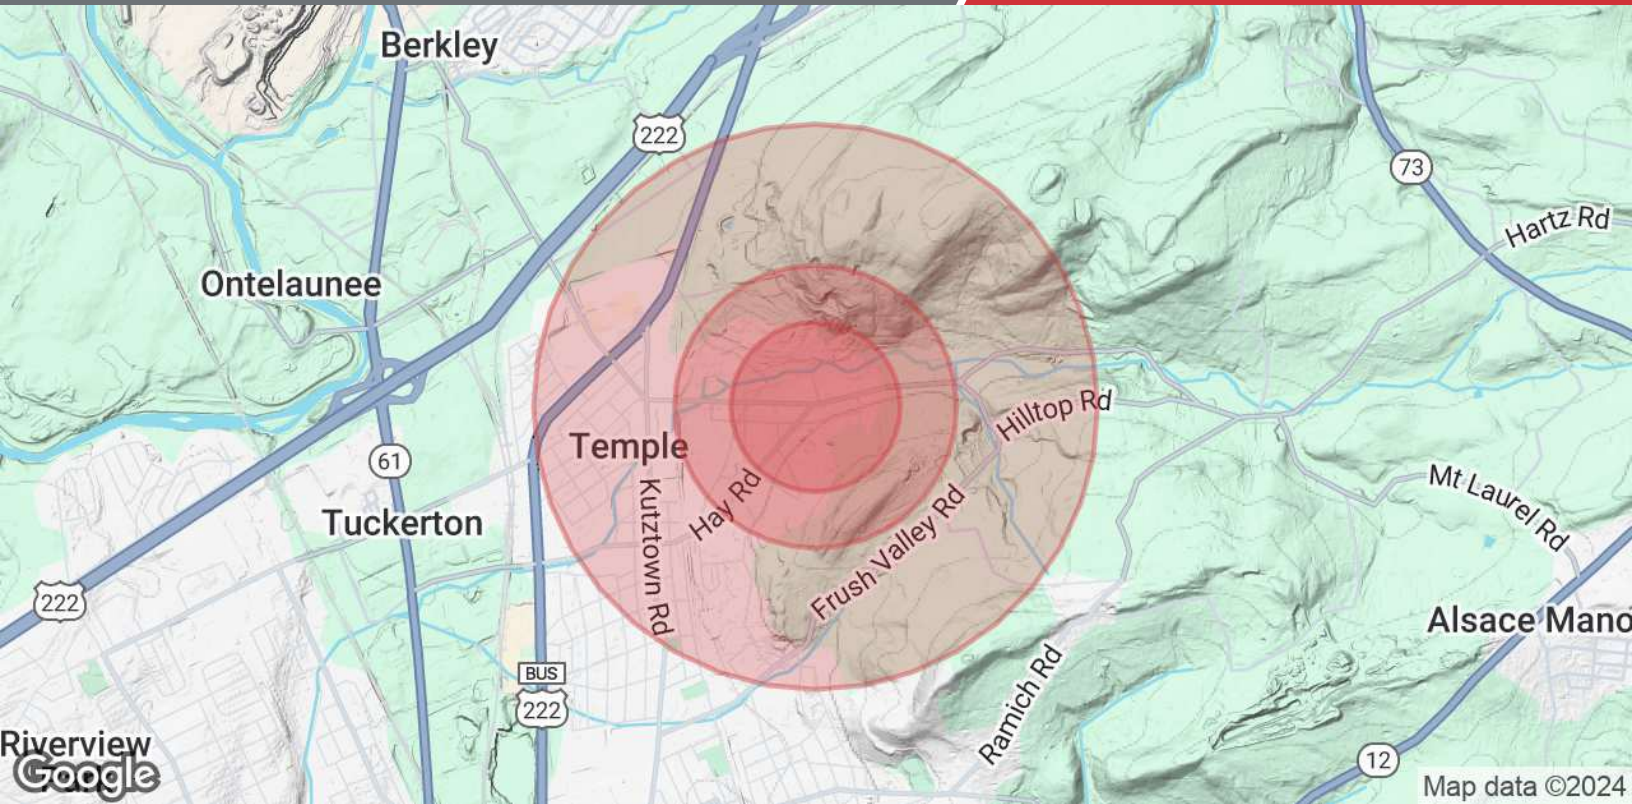 Berkley
222
73
Hartz Rd
Ontelaunee
Hilltop Rd
Temple
61
Kutztown Rd
Hay Rd
Mt Laurel Rd
Tuckerton
Frush Valley Rd
222
Alsace Mano
BUS
222
Ramich Rd
Riverview
Park
Google
12
Map data ©2024